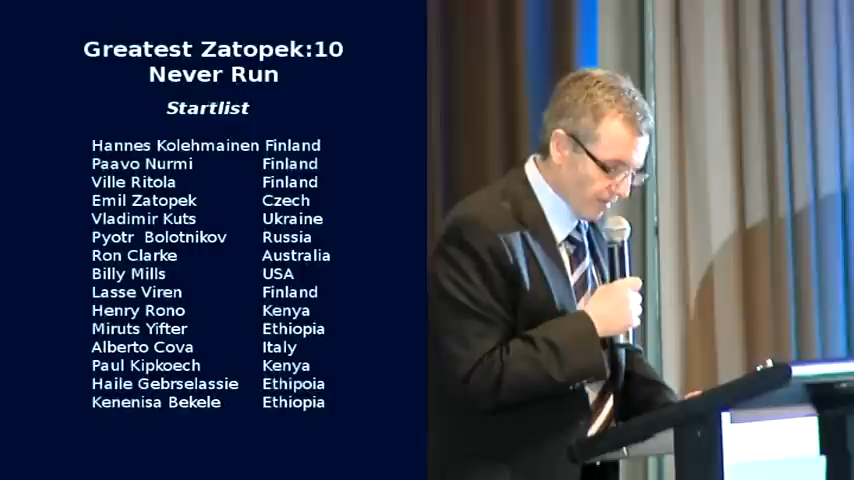 Greatest Zatopek:10
Never Run
Startlist
Hannes Kolehmainen Finland
Paavo Nurmi Finland
Ville Ritola Finland
Emil Zatopek Czech
Vladimir Kuts Ukraine
Pyotr Bolotnikov Russia
Ron Clarke Australia
Billy Mills USA
Lasse Viren Finland
Henry Rono Kenya
Miruts Yifter Ethiopia
Alberto Cova Italy
Paul Kipkoech Kenya
Haile Gebrselassie Ethipoia
Kenenisa Bekele Ethiopia